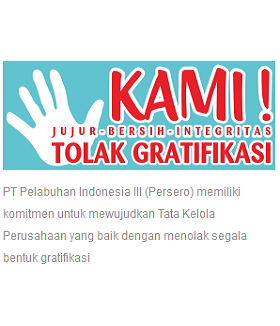 KAMI !
JUJUR-BERSIH-INTEGRITAS
TOLAK GRATIFIKASI
PT Pelabuhan Indonesia III (Persero) memiliki
komitmen untuk mewujudkan Tata Kelola
Perusahaan yang baik dengan menolak segala
bentuk gratifikasi